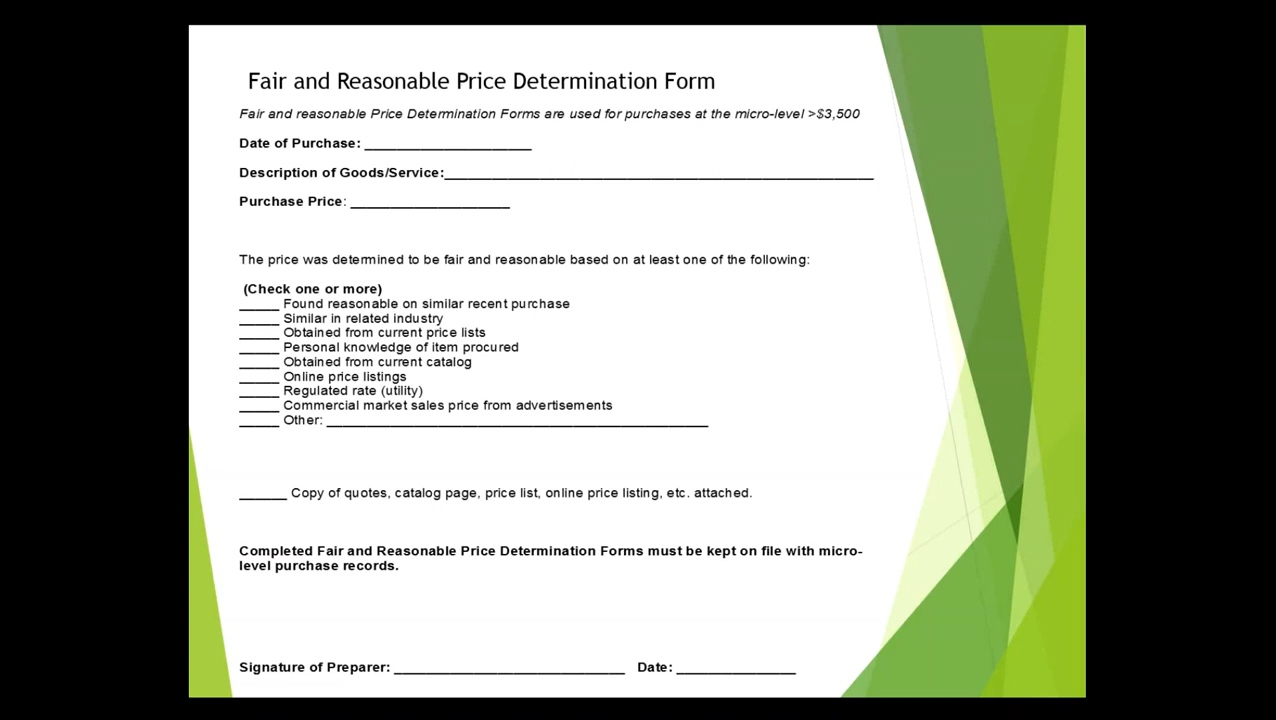 Fair and Reasonable Price Determination Form
Fair and reasonable Price Determination Forms are used for purchases at the micro-level >$3,500
Date of Purchase: _____________________
Description of Goods/Service:______________________________________________________
Purchase Price: ____________________
The price was determined to be fair and reasonable based on at least one of the following:
(Check one or more)
_____ Found reasonable on similar recent purchase
_____ Similar in related industry
_____ Obtained from current price lists
_____ Personal knowledge of item procured
_____ Obtained from current catalog
_____ Online price listings
_____ Regulated rate (utility)
_____ Commercial market sales price from advertisements
_____ Other: ________________________________________________
______ Copy of quotes, catalog page, price list, online price listing, etc. attached.
Completed Fair and Reasonable Price Determination Forms must be kept on file with micro-
level purchase records.
Signature of Preparer: _____________________________ Date: _______________